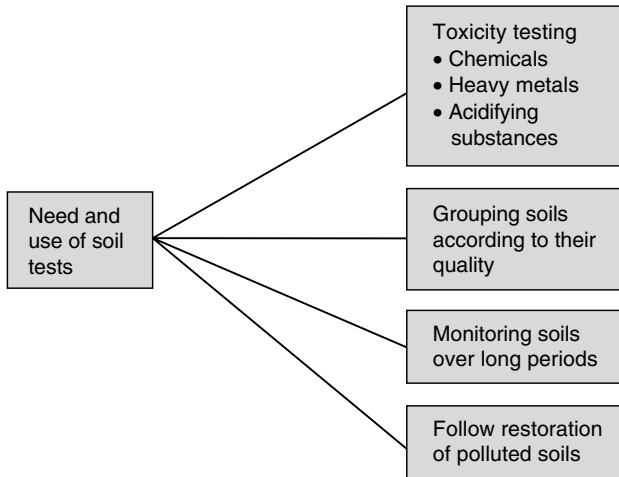 Toxicity testing
• Chemicals
• Heavy metals
• Acidifying
substances
Need and
use of soil
tests
Grouping soils
according to their
quality
Monitoring soils
over long periods
Follow restoration
of polluted soils